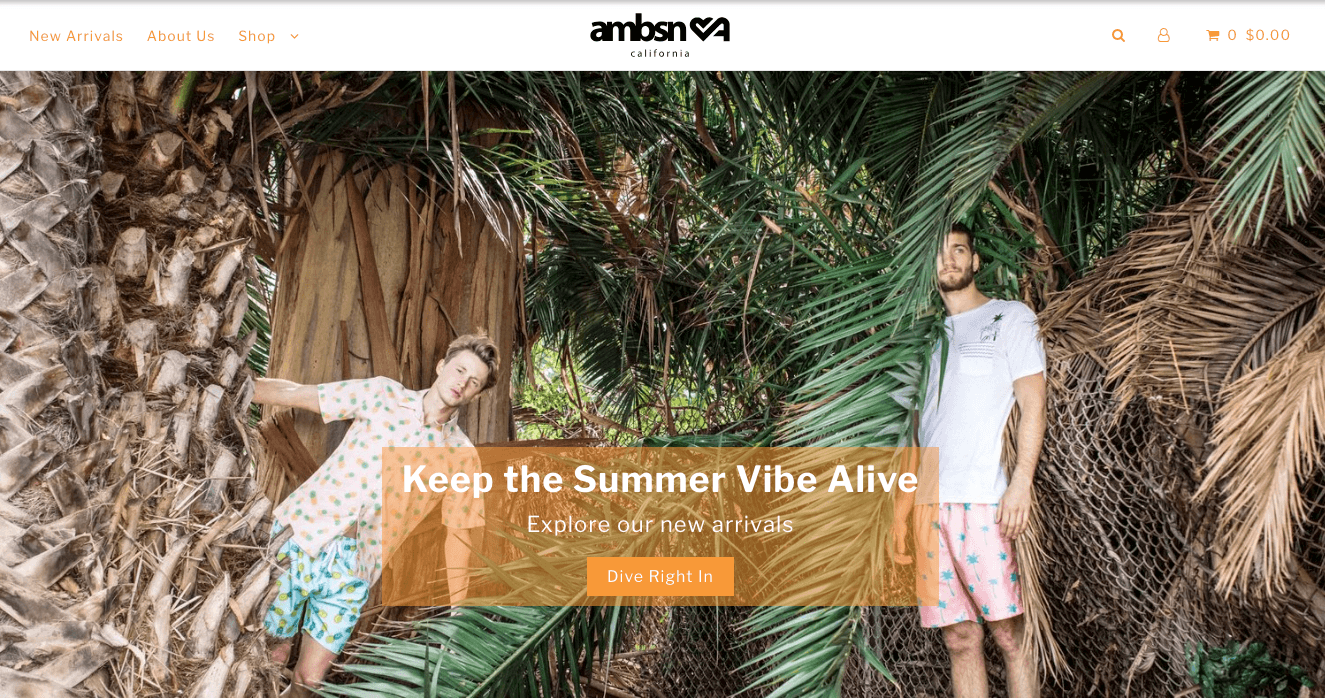 New Arrivals
About Us
Shop
ambsn
california
0 $0.00
Keep the Summer Vibe Alive
Explore our new arrivals
Dive Right In